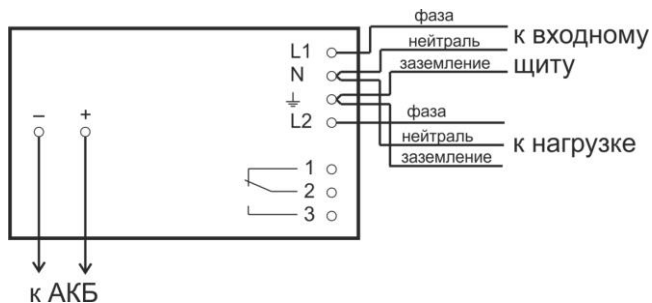 фаза
L1
нейтраль
к входному
N
заземление
щиту
L2
фаза
нейтраль
к нагрузке
заземление
– +
1
2
3
к АКБ